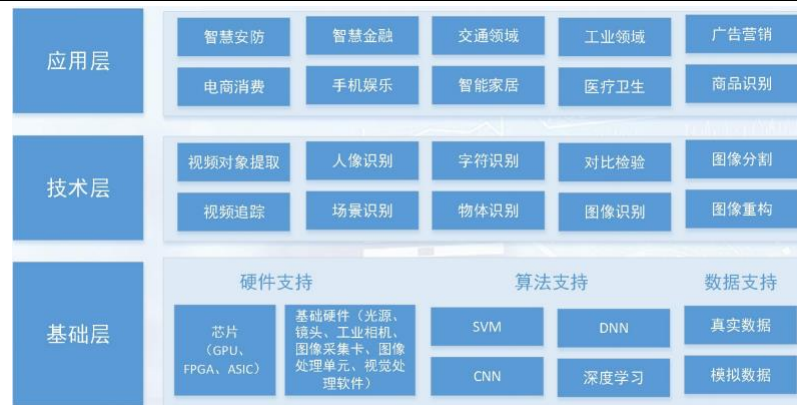 应用层
智慧安防
智慧金融
交通领域
工业领域
广告营销
电商消费
手机娱乐
智能家居
医疗卫生
商品识别
技术层
视频对象提取
人像识别
字符识别
对比检验
图像分割
视频追踪
场景识别
物体识别
图像识别
图像重构
基础层
硬件支持
算法支持
数据支持
芯片
（GPU、
FPGA、ASIC）
基础硬件（光源、
镜头、工业相机、
图像采集卡、图像
处理单元、视觉处
理软件）
SVM
DNN
真实数据
CNN
深度学习
模拟数据